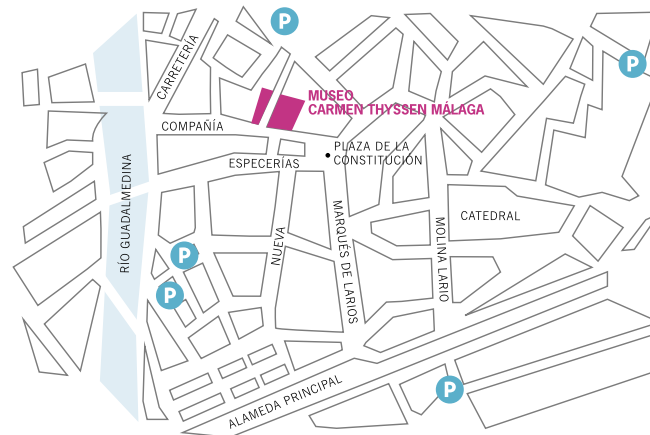 P
P
CARRETERÍA
MUSEO
CARMEN THYSSEN MÁLAGA
COMPAÑÍA
PLAZA DE LA
CONSTITUCIÓN
ESPECERÍAS
RÍO GUADALMEDINA
NUEVA
MARQUÉS DE LARIOS
MOLINA LARIO
CATEDRAL
P
P
P
ALAMEDA PRINCIPAL